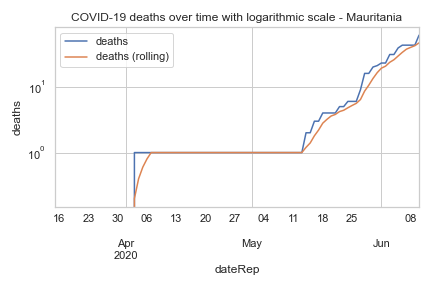 COVID-19 deaths over time with logarithmic scale - Mauritania
deaths
deaths (rolling)
deaths
10¹
10⁰
16 23 30 06 13 20 27 04 11 18 25 08
Apr May Jun
2020
dateRep